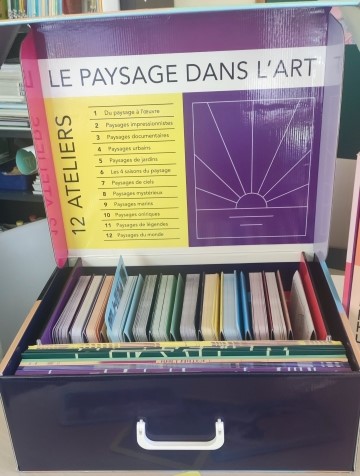 LE PAYSAGE DANS L'ART
12 ATELIERS
1 Du paysage à l'œuvre
2 Paysages impressionnistes
3 Paysages documentaires
4 Paysages urbains
5 Paysages de jardins
6 Les 4 saisons du paysage
7 Paysages de ciels
8 Paysages mystérieux
9 Paysages marins
10 Paysages oniriques
11 Paysages de légendes
12 Paysages du monde